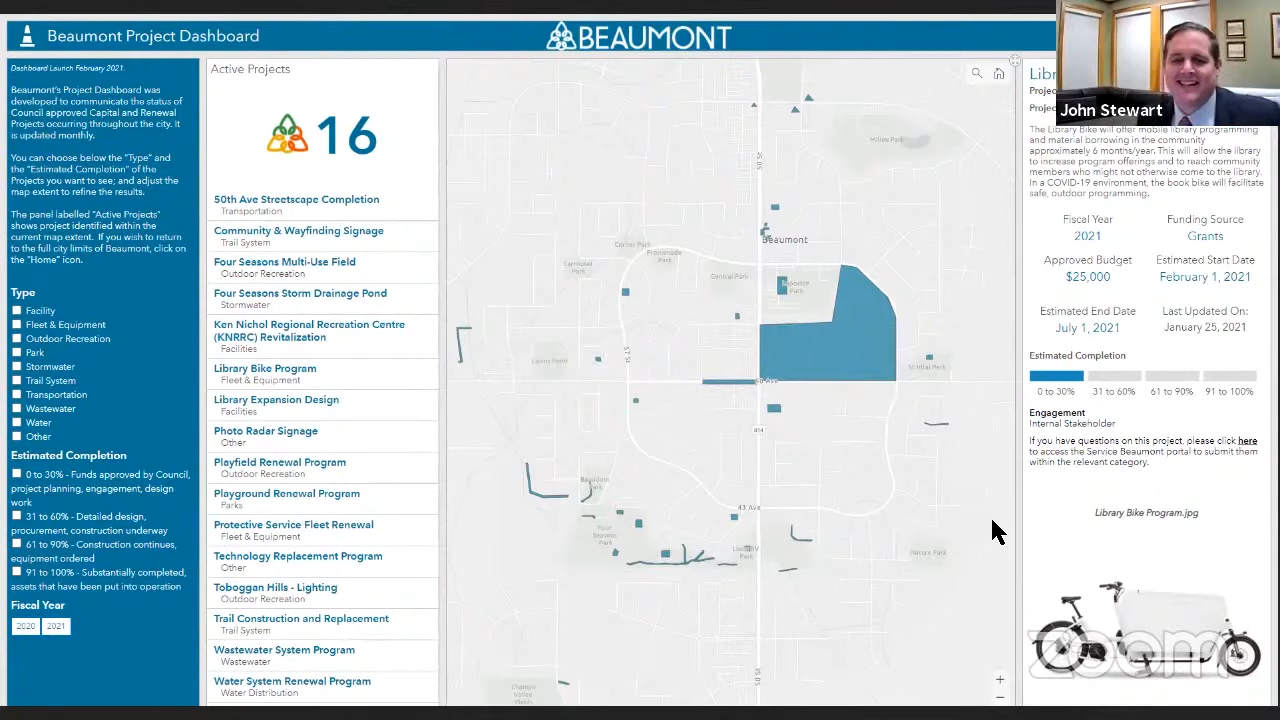 Beaumont Project Dashboard
BEAUMONT
Dashboard Launch February 2021.
Beaumont's Project Dashboard was
developed to communicate the status of
Council approved Capital and Renewal
Projects occurring throughout the city. It
is updated monthly.
You can choose below the "Type" and
the "Estimated Completion" of the
Projects you want to see; and adjust the
map extent to refine the results.
The panel labelled "Active Projects"
shows project identified within the
current map extent. If you wish to return
to the full city limits of Beaumont, click on
the "Home" icon.
Type
Facility
Fleet & Equipment
Outdoor Recreation
Park
Stormwater
Trail System
Transportation
Wastewater
Water
Other
Estimated Completion
0 to 30% - Funds approved by Council,
project planning, engagement, design
work
31 to 60% - Detailed design,
procurement, construction underway
61 to 90% - Construction continues,
equipment ordered
91 to 100% - Substantially completed,
assets that have been put into operation
Fiscal Year
2020 2021
Active Projects
16
50th Ave Streetscape Completion
Transportation
Community & Wayfinding Signage
Trail System
Four Seasons Multi-Use Field
Outdoor Recreation
Four Seasons Storm Drainage Pond
Stormwater
Ken Nichol Regional Recreation Centre
(KNRRC) Revitalization
Facilities
Library Bike Program
Fleet & Equipment
Library Expansion Design
Facilities
Photo Radar Signage
Other
Playfield Renewal Program
Outdoor Recreation
Playground Renewal Program
Parks
Protective Service Fleet Renewal
Fleet & Equipment
Technology Replacement Program
Other
Toboggan Hills - Lighting
Outdoor Recreation
Trail Construction and Replacement
Trail System
Wastewater System Program
Wastewater
Water System Renewal Program
Water Distribution
Beaumont
Central Park
57 St
814
43 Ave
Four
Seasons
Park
Nature Park
John Stewart
Libr
Projec
Projec
The Library Bike will offer mobile library programming
and material borrowing in the community
approximately 6 months/year. This will allow the library
to increase program offerings and to reach community
members who might not otherwise come to the library.
In a COVID-19 environment, the book bike will facilitate
safe, outdoor programming.
Fiscal Year
2021
Funding Source
Grants
Approved Budget
$25,000
Estimated Start Date
February 1, 2021
Estimated End Date
July 1, 2021
Last Updated On:
January 25, 2021
Estimated Completion
0 to 30% 31 to 60% 61 to 90% 91 to 100%
Engagement
Internal Stakeholder
If you have questions on this project, please click here
to access the Service Beaumont portal to submit them
within the relevant category.
Library Bike Program.jpg
zoom